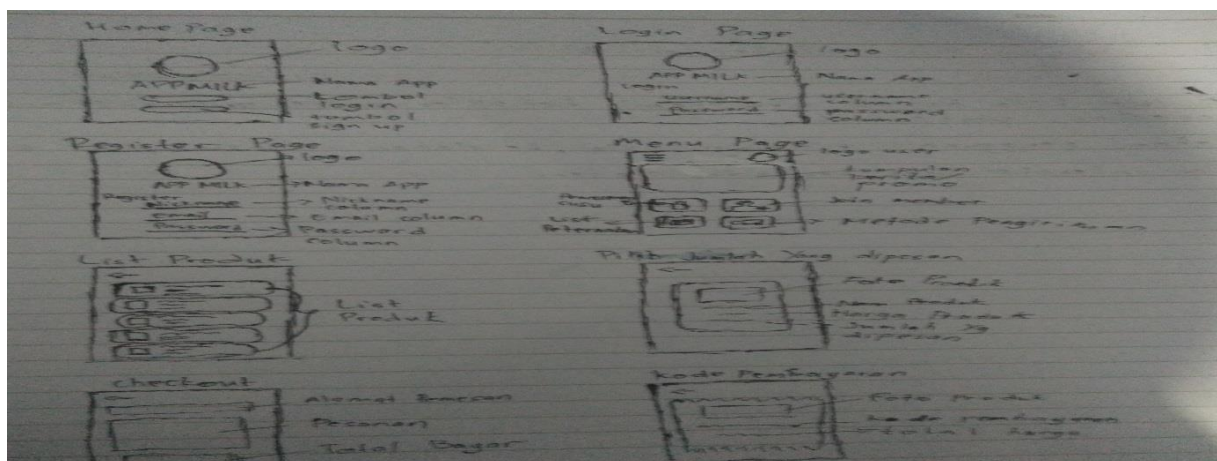 Home Page
logo
APP MILK
Nama App
tombol
login
tombol
sign up
Login Page
logo
APP MILK
Nama App
Login
username
Password
username
column
password
column
Register Page
logo
APP MILK
Nama App
Register
Nickname
email
Password
Nickname
column
Email column
Password
column
Menu Page
logo user
promo
Join member
susu
List
Peternakan
Metode Pengiriman
List Produk
List
Produk
Pilih Jumlah Yang dipesan
Foto Produk
Nama Produk
Harga Produk
Jumlah Yg
dipesan
checkout
Alamat
Pesanan
Total Bayar
kode Pembayaran
Foto Produk
kode Pembayaran
total harga